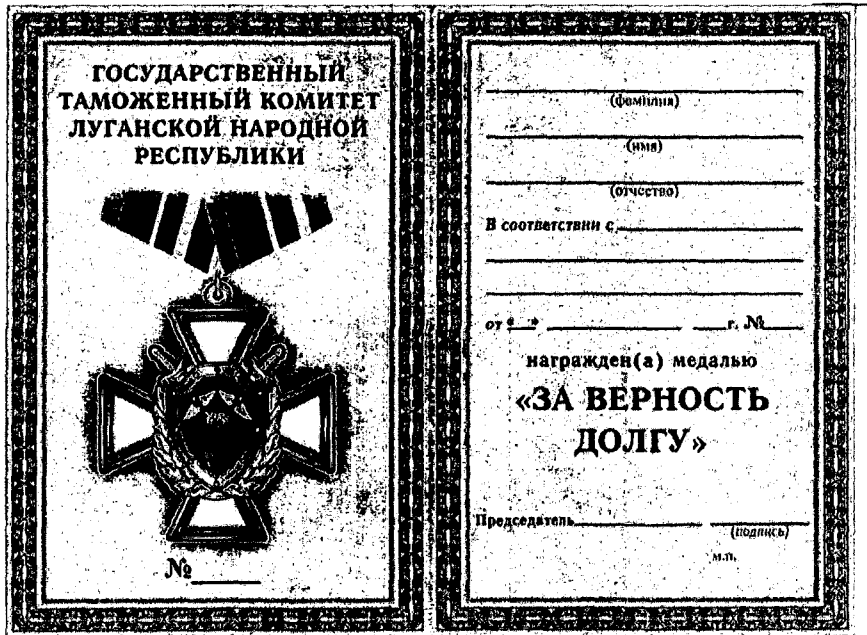 ГОСУДАРСТВЕННЫЙ
ТАМОЖЕННЫЙ КОМИТЕТ
ЛУГАНСКОЙ НАРОДНОЙ
РЕСПУБЛИКИ
№
(фамилия)
(имя)
(отчество)
В соответствии с
от « » г. №
награжден(а) медалью
«ЗА ВЕРНОСТЬ
ДОЛГУ»
Председатель
(подпись)
м.п.